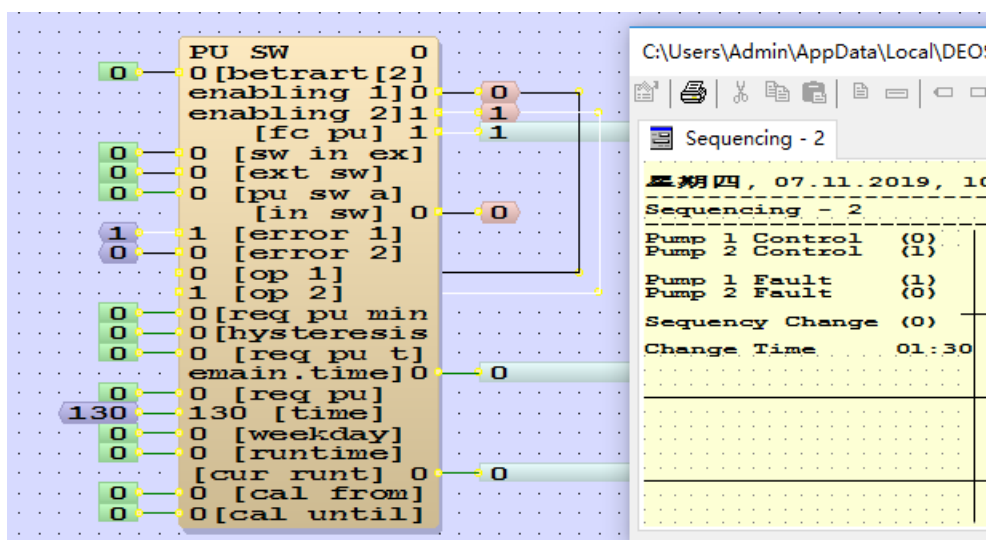 PU SW 0
0 0[betrart[2]
enabling 1]0 0
enabling 2]1 1
[fc pu] 1 1
0 0 [sw in ex]
0 0 [ext sw]
0 0 [pu sw a]
[in sw] 0 0
1 1 [error 1]
0 0 [error 2]
0 [op 1]
1 [op 2]
0 0[req pu min
0 0[hysteresis
0 0 [req pu t]
emain.time]0 0
0 0 [req pu]
130 130 [time]
0 0 [weekday]
0 0 [runtime]
[cur runt] 0 0
0 0 [cal from]
0 0[cal until]
C:\Users\Admin\AppData\Local\DEOS
Sequencing - 2
星期四, 07.11.2019, 10
Sequencing - 2
Pump 1 Control (0)
Pump 2 Control (1)
Pump 1 Fault (1)
Pump 2 Fault (0)
Sequency Change (0)
Change Time 01:30